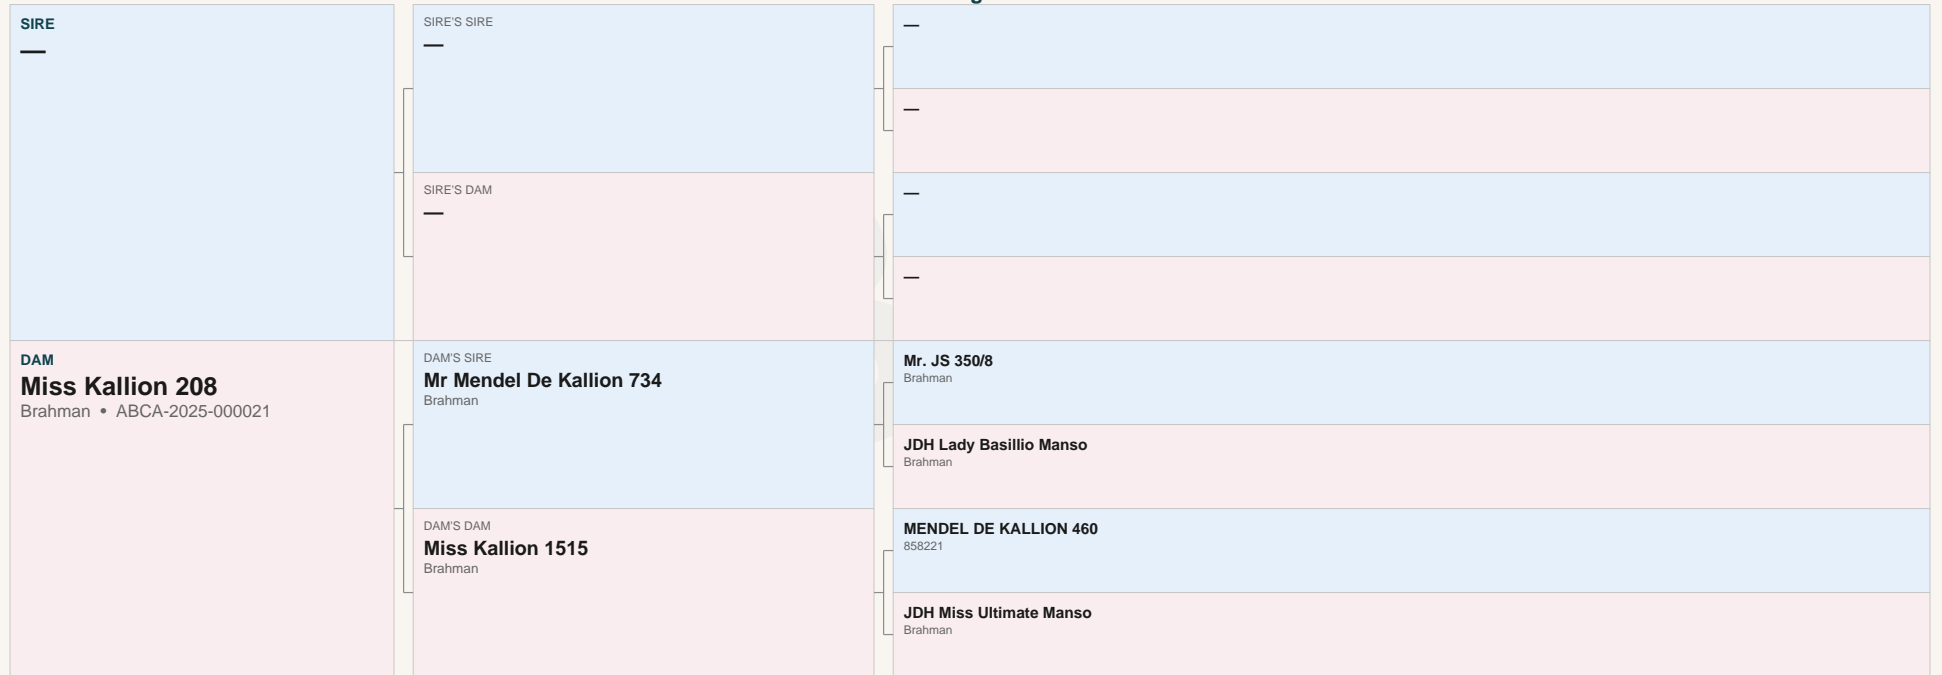 SIRE
—
SIRE'S SIRE
—
SIRE'S DAM
—
—
—
—
—
DAM
Miss Kallion 208
Brahman • ABCA-2025-000021
DAM'S SIRE
Mr Mendel De Kallion 734
Brahman
DAM'S DAM
Miss Kallion 1515
Brahman
Mr. JS 350/8
Brahman
JDH Lady Basillio Manso
Brahman
MENDEL DE KALLION 460
858221
JDH Miss Ultimate Manso
Brahman